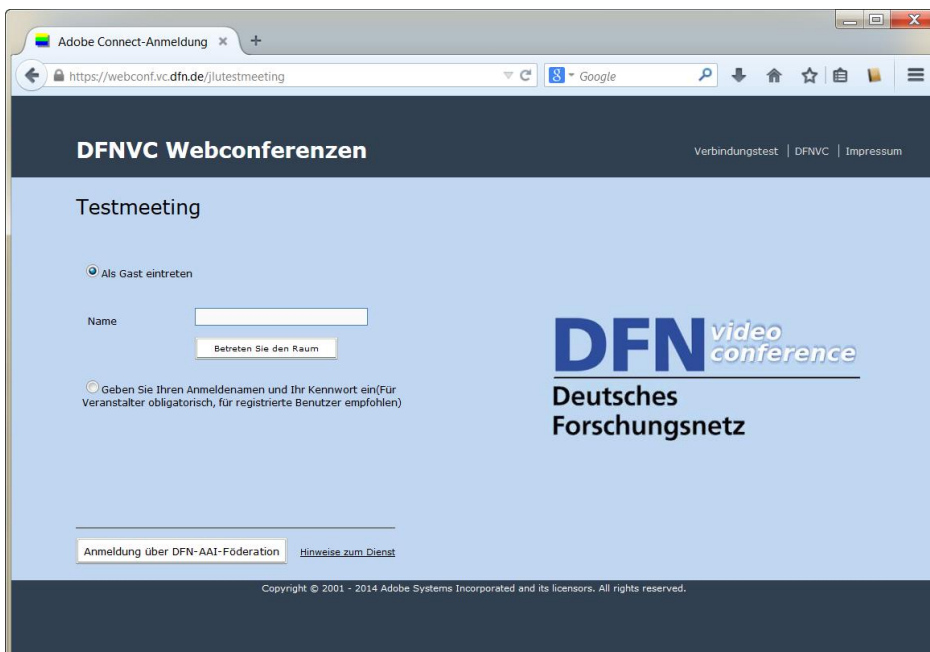 Adobe Connect-Anmeldung
https://webconf.vc.dfn.de/jlutestmeeting
Google
DFNVC Webconferenzen
Verbindungstest | DFNVC | Impressum
Testmeeting
Als Gast eintreten
Name
Betreten Sie den Raum
Geben Sie Ihren Anmeldenamen und Ihr Kennwort ein(Für
Veranstalter obligatorisch, für registrierte Benutzer empfohlen)
DFN video
conference
Deutsches
Forschungsnetz
Anmeldung über DFN-AAI-Föderation Hinweise zum Dienst
Copyright © 2001 - 2014 Adobe Systems Incorporated and its licensors. All rights reserved.